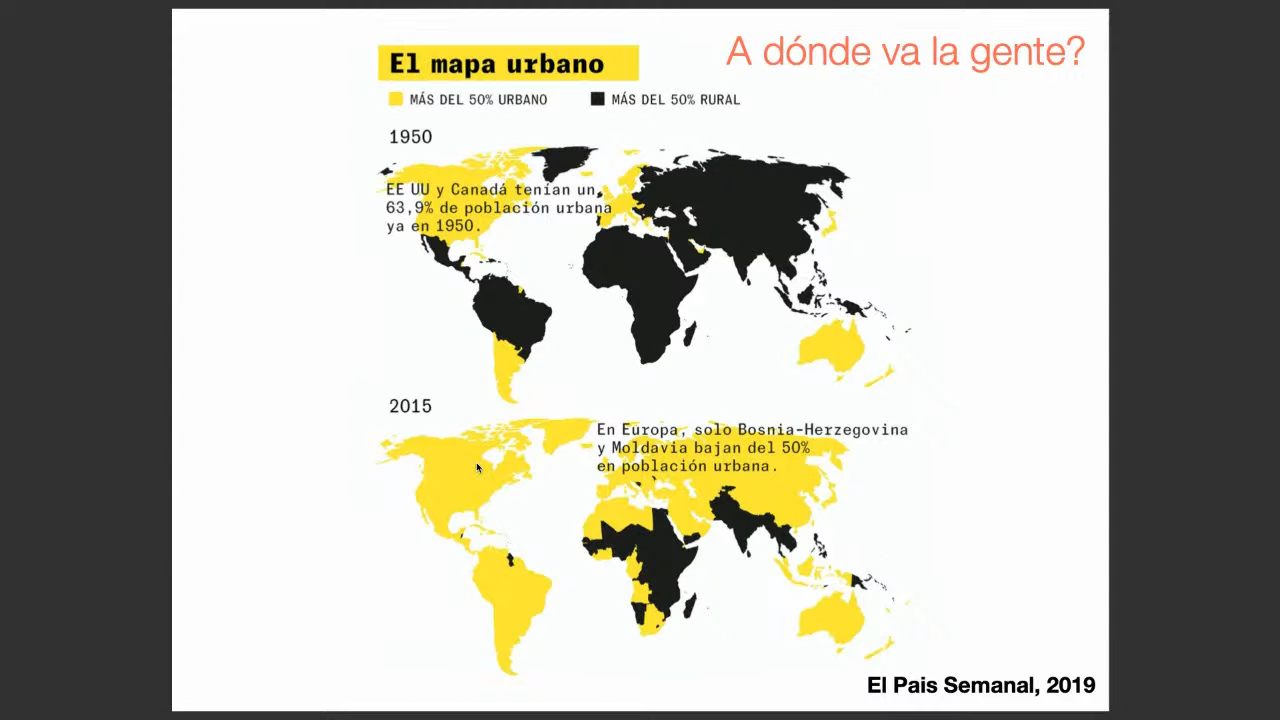 A dónde va la gente?
El mapa urbano
MÁS DEL 50% URBANO
MÁS DEL 50% RURAL
1950
EE UU y Canadá tenían un
63,9% de población urbana
ya en 1950.
2015
En Europa, solo Bosnia-Herzegovina
y Moldavia bajan del 50%
en población urbana.
El Pais Semanal, 2019